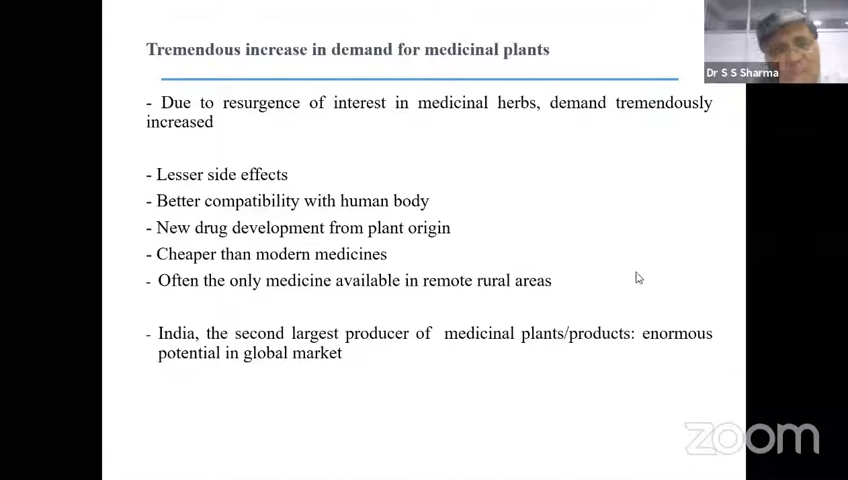 Tremendous increase in demand for medicinal plants
Dr S S Sharma
- Due to resurgence of interest in medicinal herbs, demand tremendously
increased
- Lesser side effects
- Better compatibility with human body
- New drug development from plant origin
- Cheaper than modern medicines
- Often the only medicine available in remote rural areas
- India, the second largest producer of medicinal plants/products: enormous
potential in global market
zoom